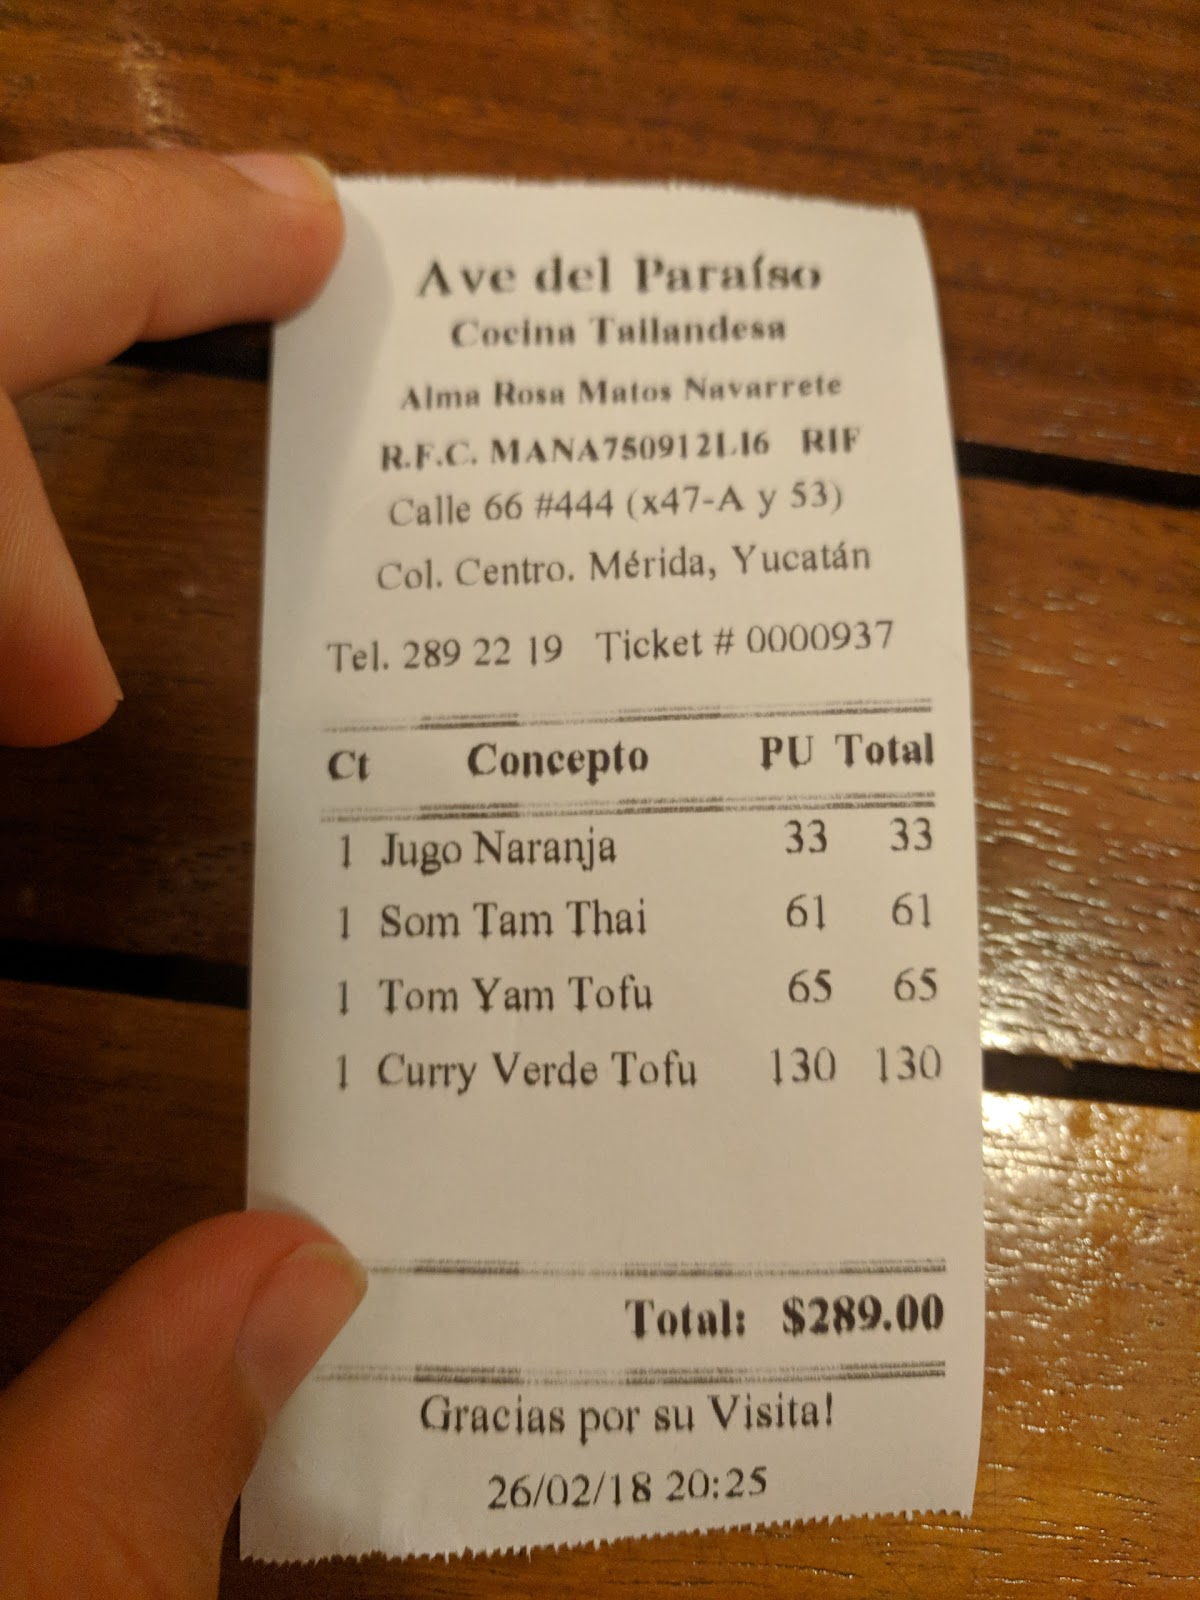 Ave del Paraíso
Cocina Tailandesa
Alma Rosa Matos Navarrete
R.F.C. MANA750912LI6 RIF
Calle 66 #444 (x47-A y 53)
Col. Centro. Mérida, Yucatán
Tel. 289 22 19 Ticket # 0000937
Ct Concepto PU Total
1 Jugo Naranja 33 33
1 Som Tam Thai 61 61
1 Tom Yam Tofu 65 65
1 Curry Verde Tofu 130 130
Total: $289.00
Gracias por su Visita!
26/02/18 20:25